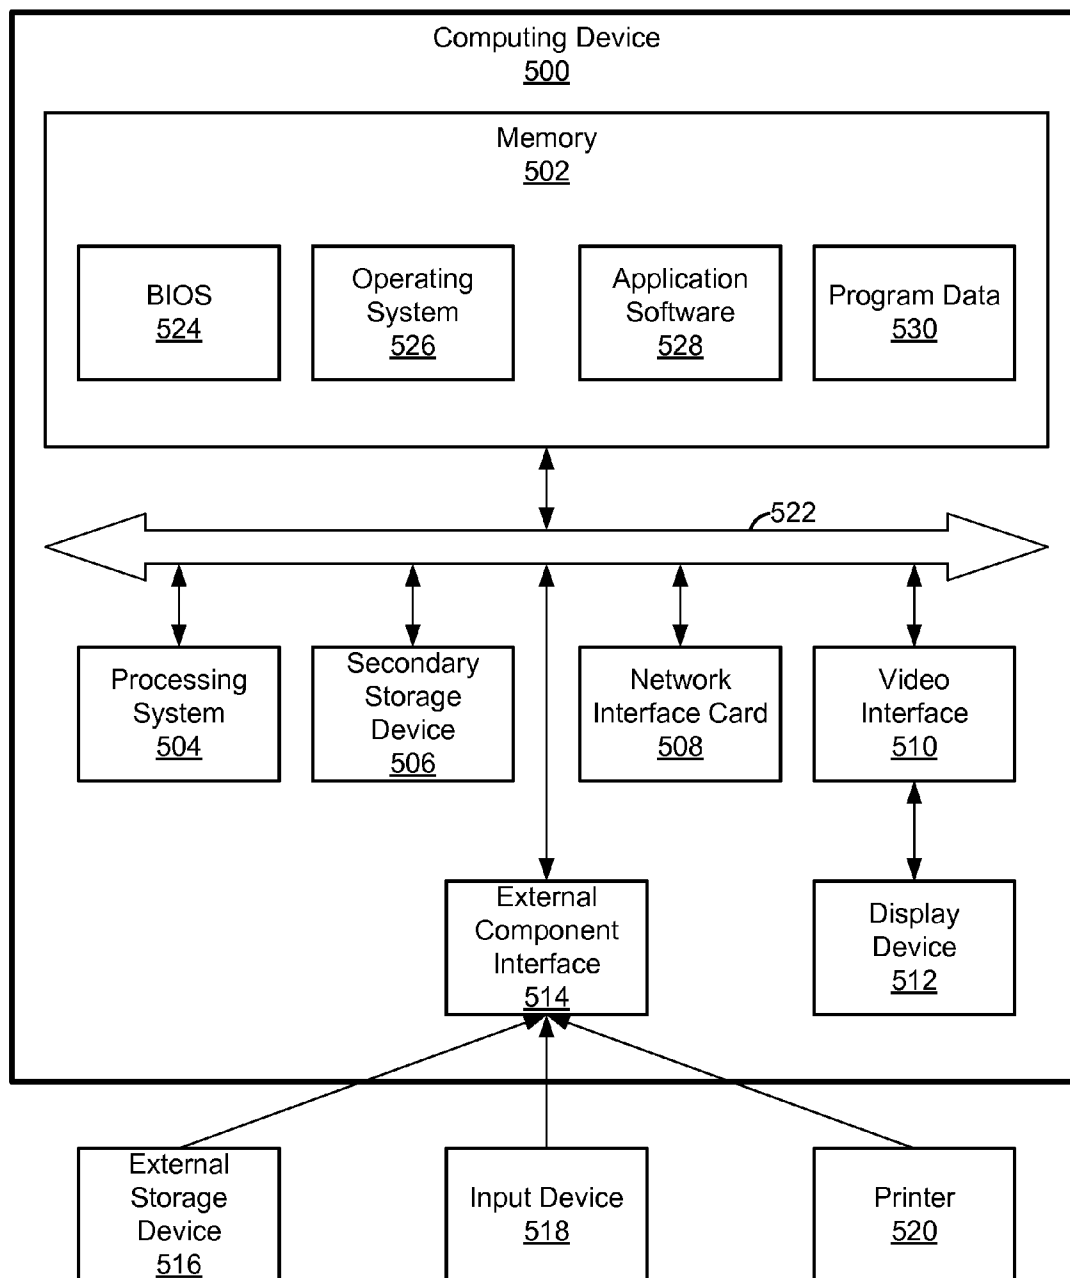 Computing Device
500
Memory
502
BIOS
524
Operating
System
526
Application
Software
528
Program Data
530
522
Processing
System
504
Secondary
Storage
Device
506
Network
Interface Card
508
Video
Interface
510
External
Component
Interface
514
Display
Device
512
External
Storage
Device
516
Input Device
518
Printer
520